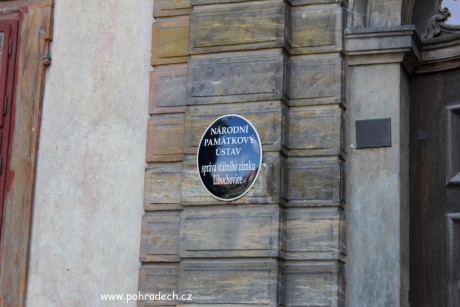 NÁRODNÍ
PAMÁTKOVÝ
ÚSTAV
správa státního zámku
Libochovice
www.pohradech.cz